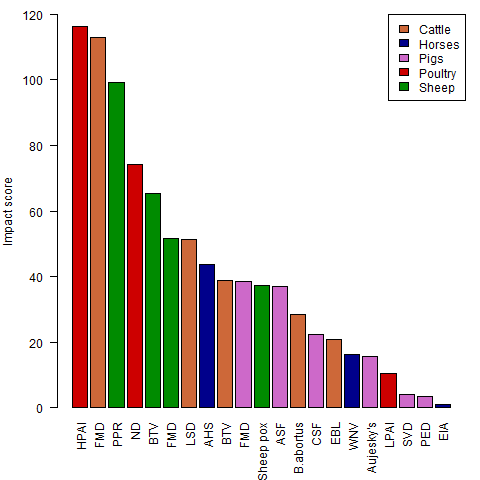 Impact score
120
100
80
60
40
20
0
Cattle
Horses
Pigs
Poultry
Sheep
HPAI
FMD
PPR
ND
BTV
FMD
LSD
AHS
BTV
FMD
Sheep pox
ASF
B.abortus
CSF
EBL
WNV
Aujesky's
LPAI
SVD
PED
EIA